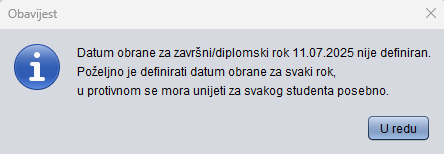 Obavijest
Datum obrane za završni/diplomski rok 11.07.2025 nije definiran.
Poželjno je definirati datum obrane za svaki rok,
u protivnom se mora unijeti za svakog studenta posebno.
U redu